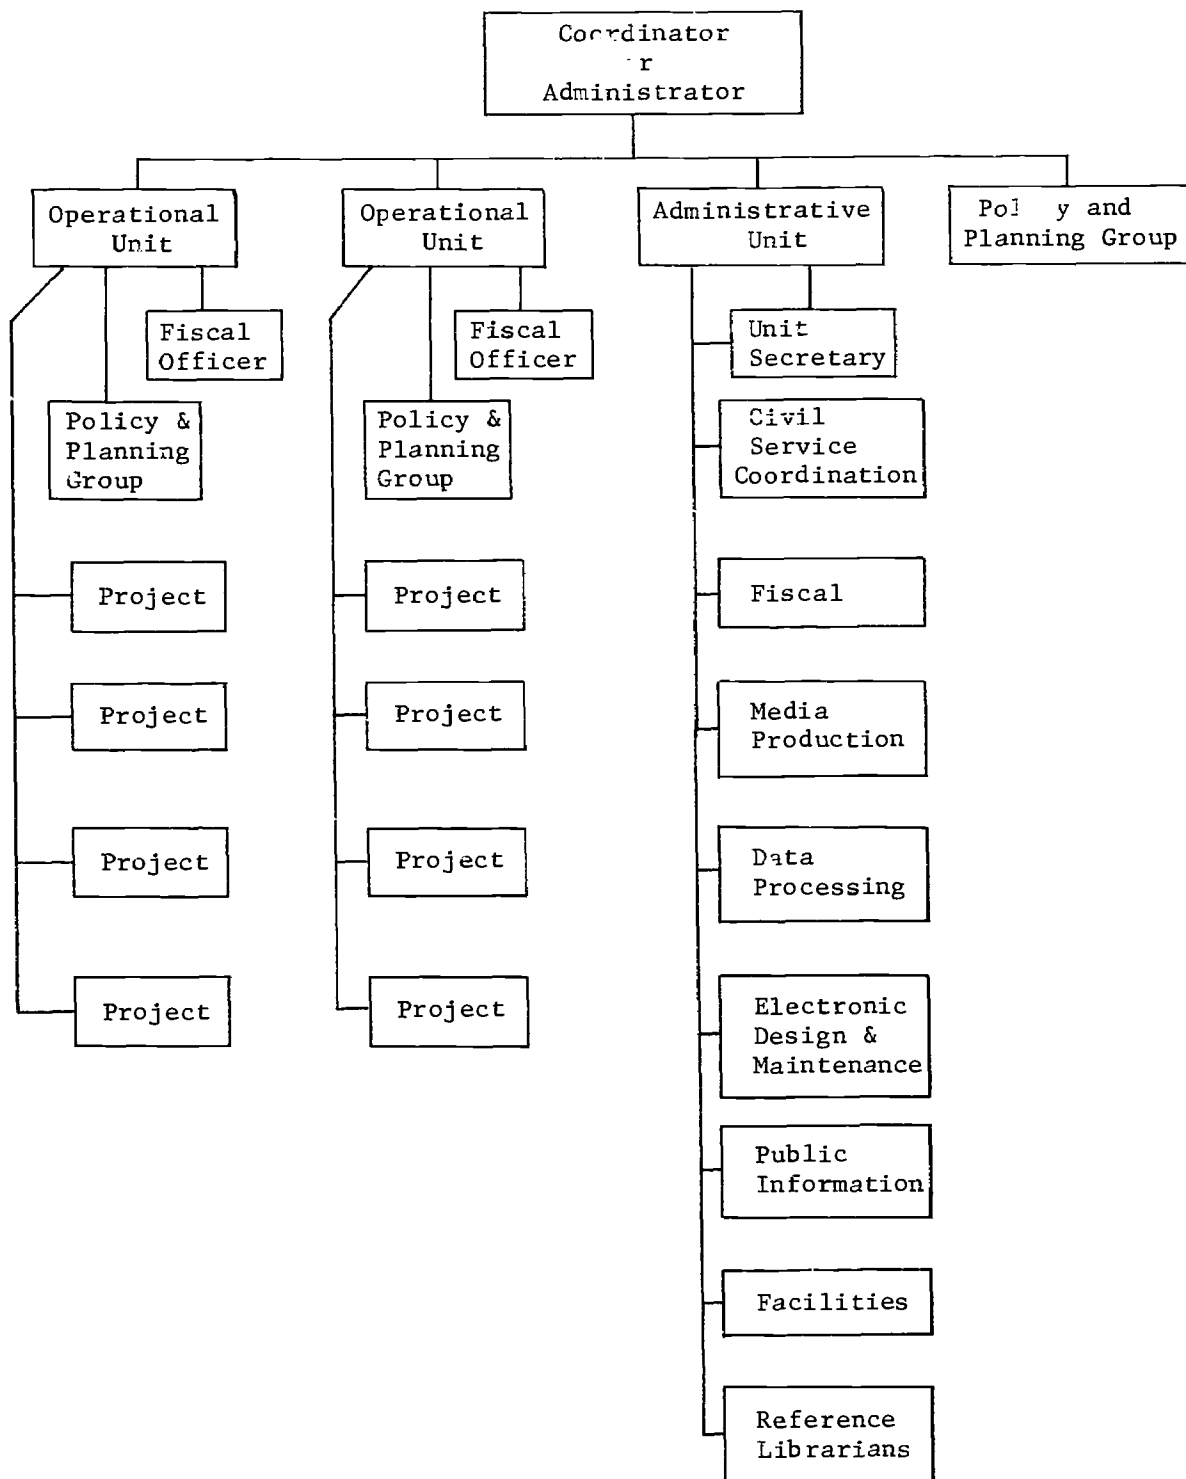 Coordinator
r
Administrator
Operational
Unit
Operational
Unit
Administrative
Unit
Pol y and
Planning Group
Fiscal
Officer
Policy &
Planning
Group
Project
Project
Project
Project
Fiscal
Officer
Policy &
Planning
Group
Project
Project
Project
Project
Unit
Secretary
Civil
Service
Coordination
Fiscal
Media
Production
Data
Processing
Electronic
Design &
Maintenance
Public
Information
Facilities
Reference
Librarians